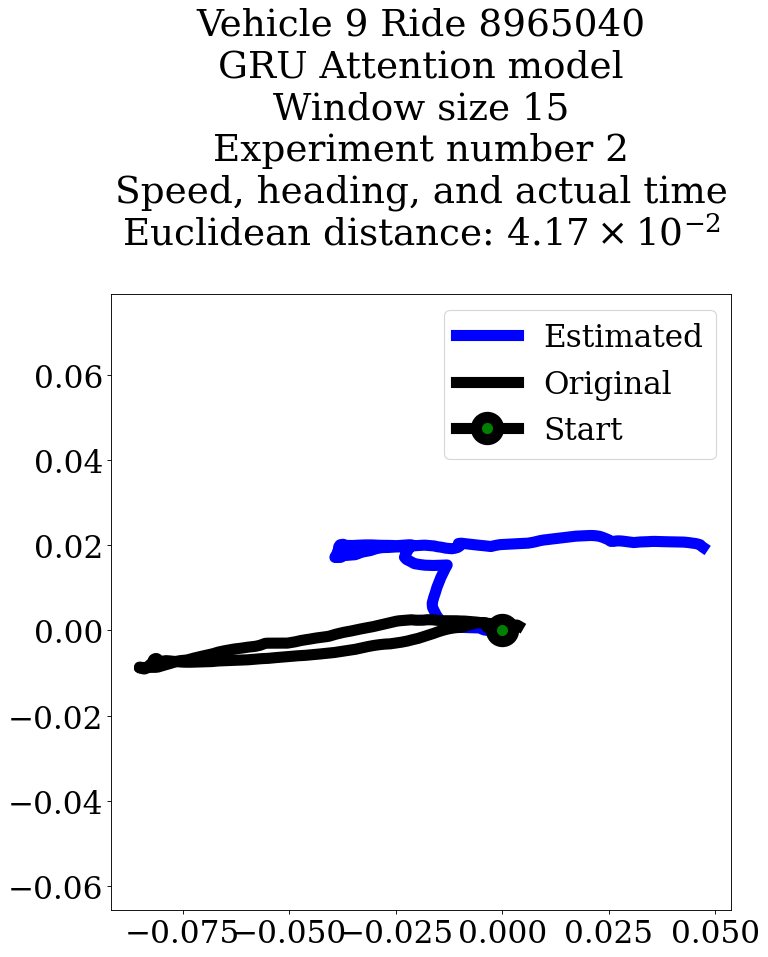 Vehicle 9 Ride 8965040
GRU Attention model
Window size 15
Experiment number 2
Speed, heading, and actual time
Euclidean distance: 4.17 × 10⁻²
Estimated
Original
Start
0.06
0.04
0.02
0.00
−0.02
−0.04
−0.06
−0.075 −0.050 −0.025 0.000 0.025 0.050